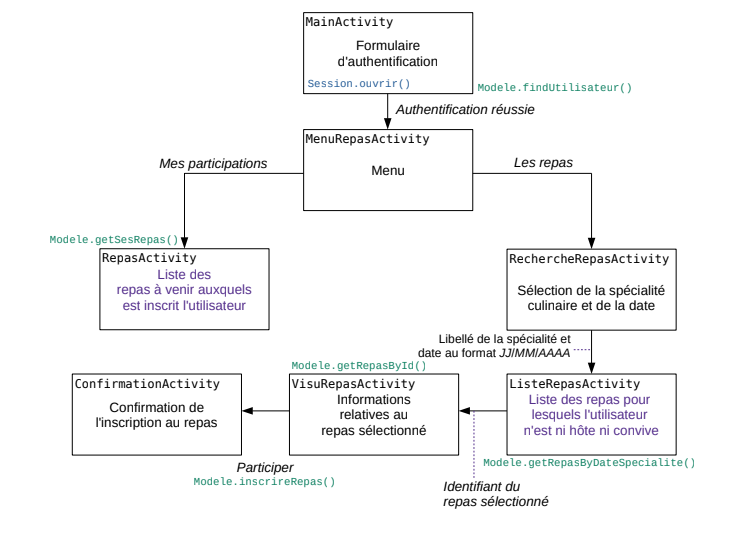 MainActivity
Formulaire
d'authentification
Session.ouvrir()
Modele.findUtilisateur()
Authentification réussie
MenuRepasActivity
Menu
Mes participations
Les repas
Modele.getSesRepas()
RepasActivity
Liste des
repas à venir auxquels
est inscrit l'utilisateur
RechercheRepasActivity
Sélection de la spécialité
culinaire et de la date
Libellé de la spécialité et
date au format JJ/MM/AAAA
Modele.getRepasById()
ConfirmationActivity
Confirmation de
l'inscription au repas
VisuRepasActivity
Informations
relatives au
repas sélectionné
ListeRepasActivity
Liste des repas pour
lesquels l'utilisateur
n'est ni hôte ni convive
Modele.getRepasByDateSpecialite()
Participer
Modele.inscrireRepas()
Identifiant du
repas sélectionné